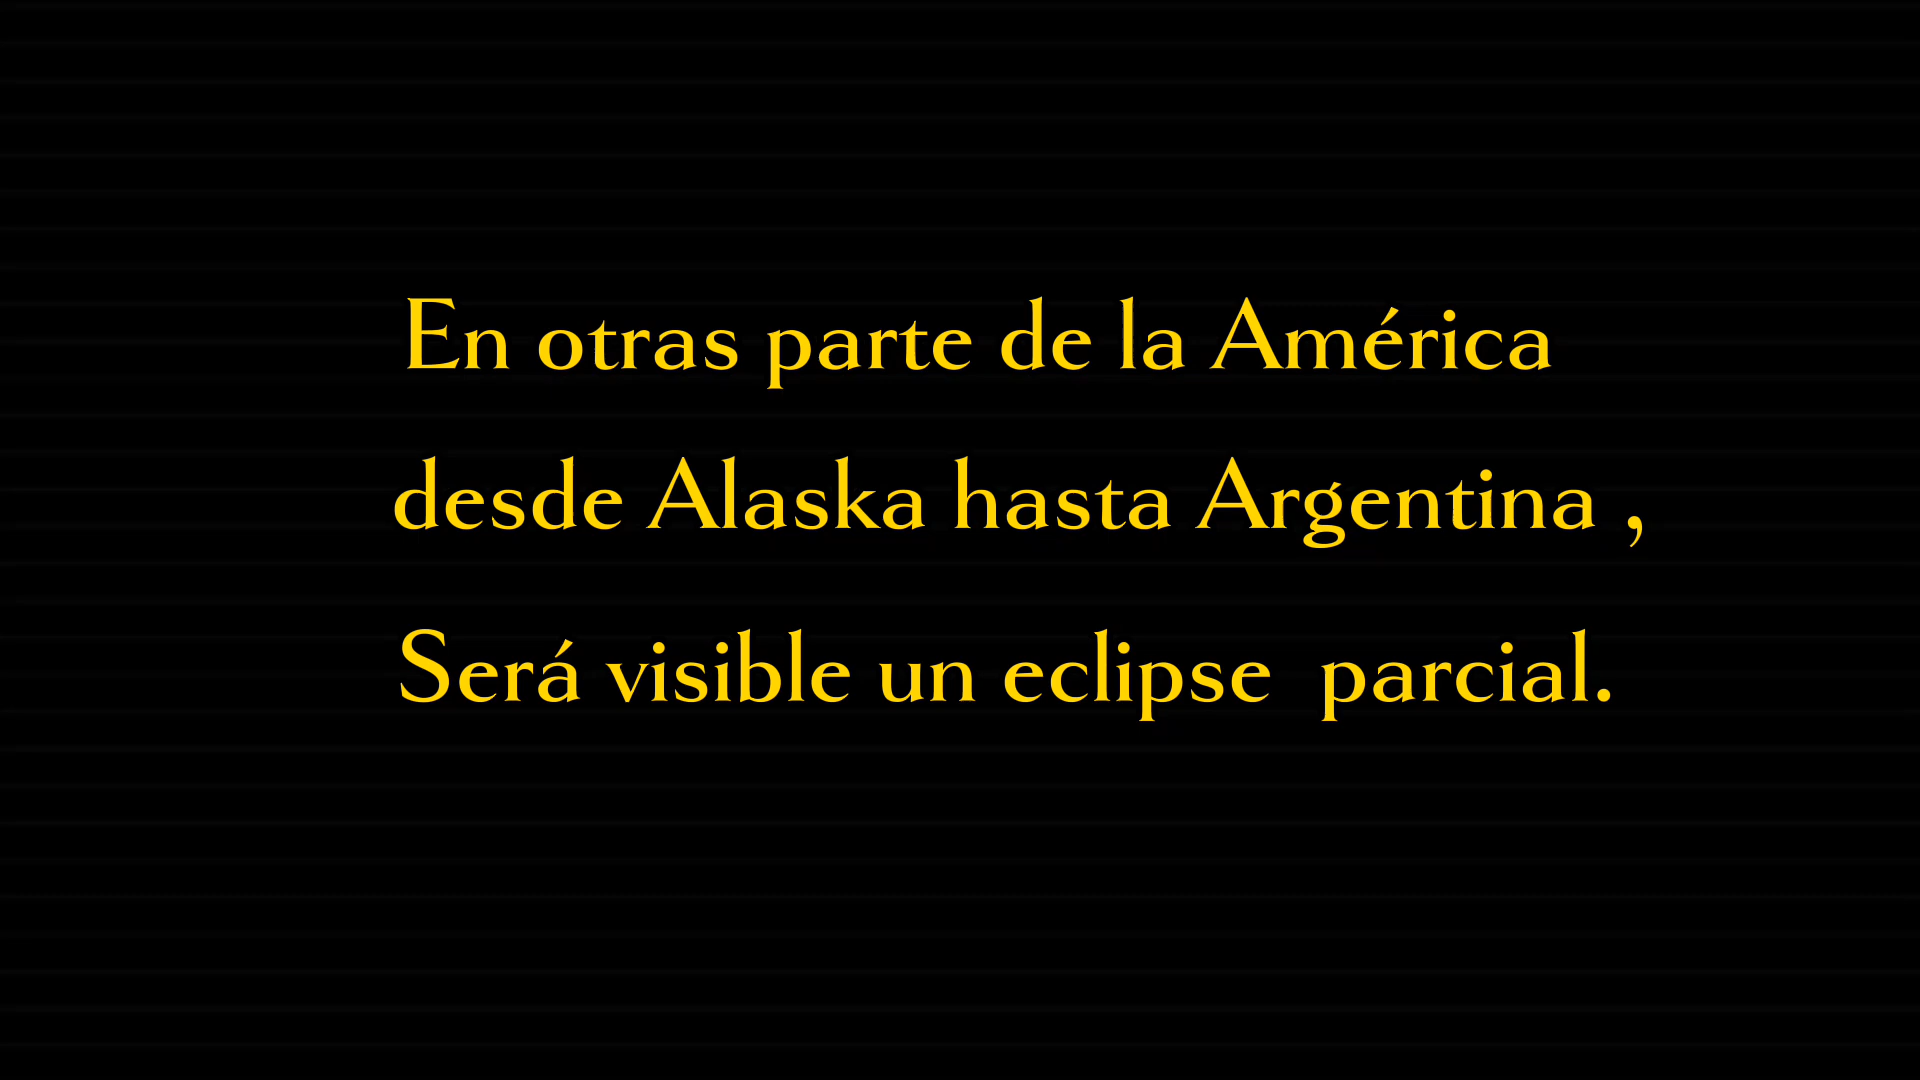 En otras parte de la América
desde Alaska hasta Argentina ,
Será visible un eclipse  parcial.